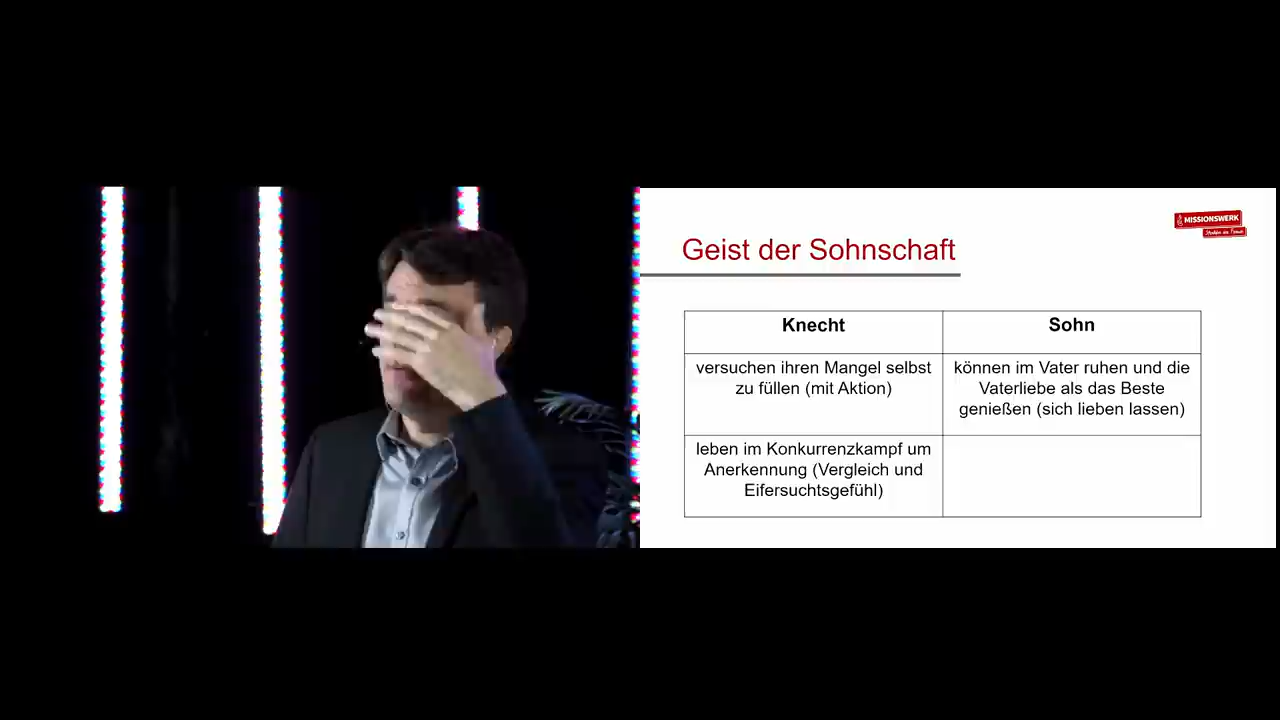 MISSIONSWERK
Geist der Sohnschaft
Knecht
Sohn
versuchen ihren Mangel selbst
zu füllen (mit Aktion)
können im Vater ruhen und die
Vaterliebe als das Beste
genießen (sich lieben lassen)
leben im Konkurrenzkampf um
Anerkennung (Vergleich und
Eifersuchtsgefühl)